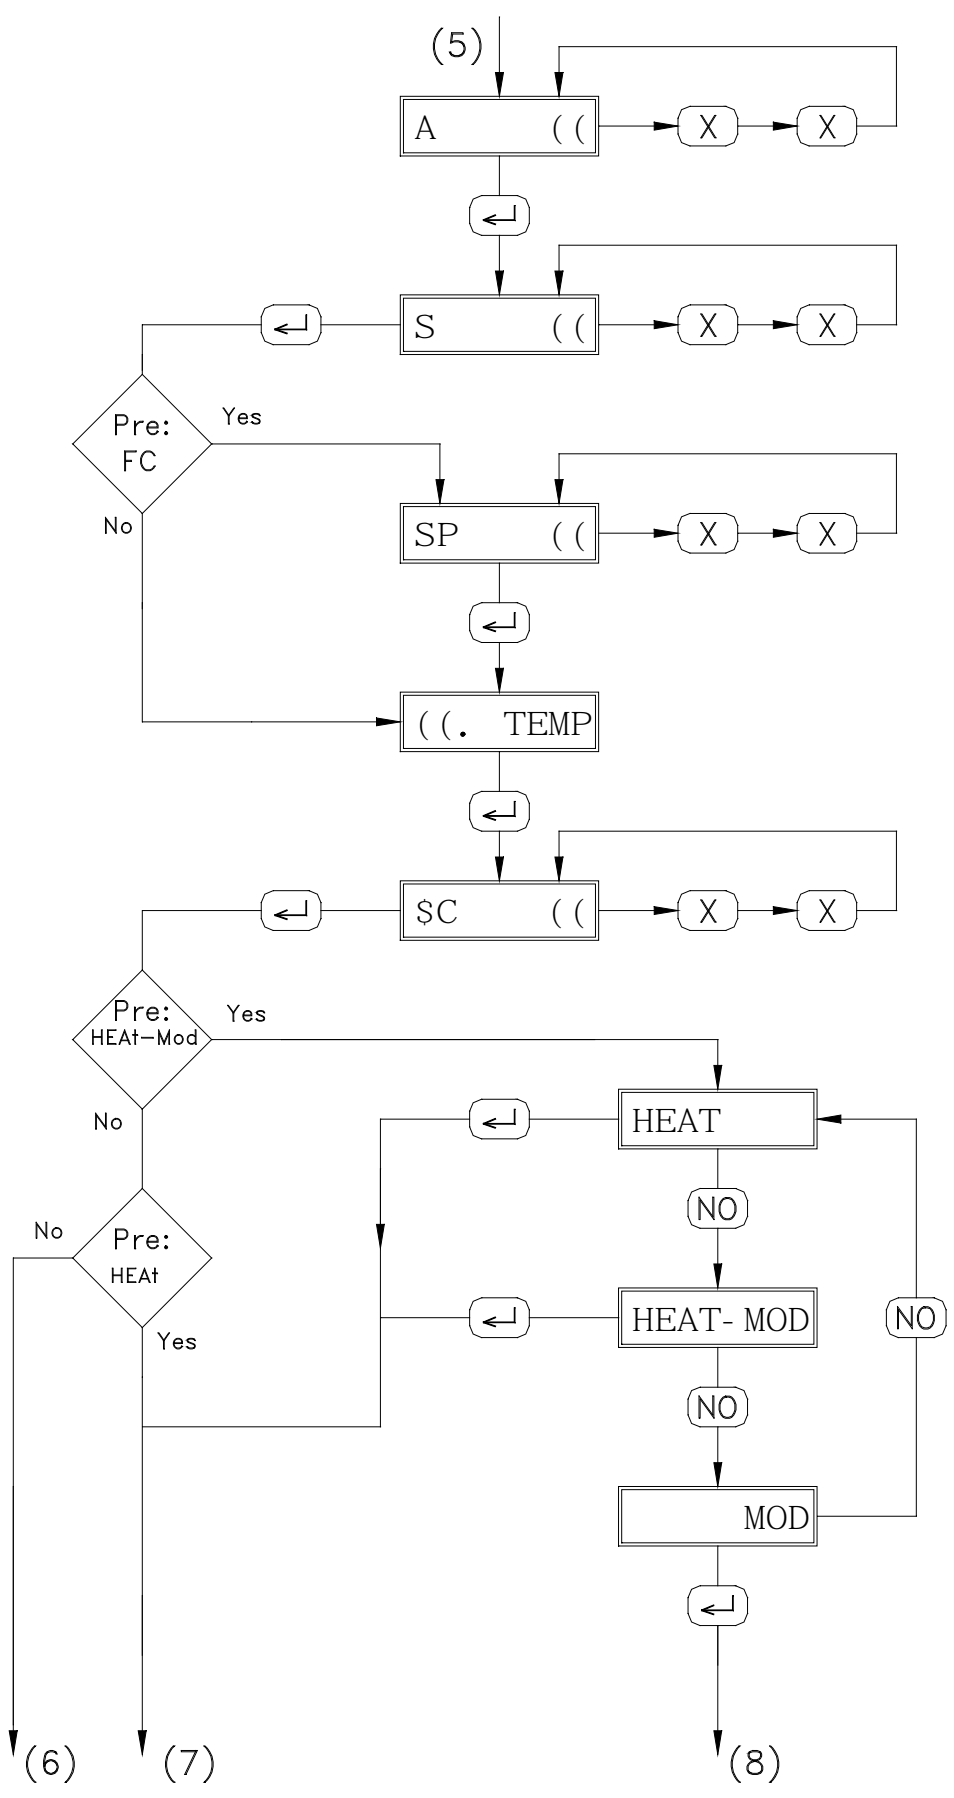 (5)
A ((
X X
S ((
X X
Pre:
FC
Yes
No
SP ((
X X
((. TEMP
$C ((
X X
Pre:
HEAt-Mod
Yes
No
HEAT
NO
Pre:
HEAt
No
Yes
HEAT-MOD
NO
NO
MOD
(6)
(7)
(8)